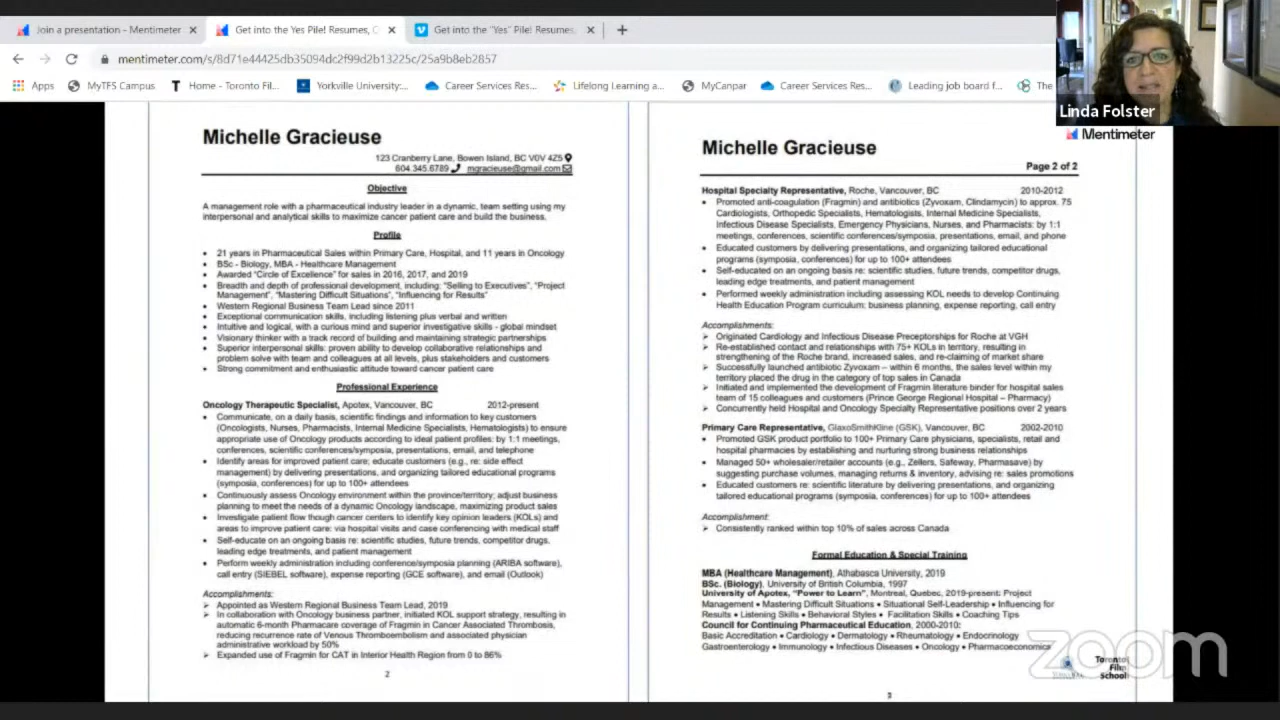 Join a presentation - Mentimeter
Get into the Yes Pile! Resumes, C
Get into the "Yes" Pile! Resumes,
mentimeter.com/s/8d71e44425db35094dc2f99d2b13225c/25a9b8eb2857
Apps
MyTFS Campus
Home - Toronto Fil...
Yorkville University:...
Career Services Res...
Lifelong Learning a...
MyCanpar
Career Services Res...
Leading job board f...
The
Linda Folster
Mentimeter
Michelle Gracieuse
123 Cranberry Lane, Bowen Island, BC V0V 4Z5
604.345.6789 mgracieuse@gmail.com
Objective
A management role with a pharmaceutical industry leader in a dynamic, team setting using my
interpersonal and analytical skills to maximize cancer patient care and build the business.
Profile
• 21 years in Pharmaceutical Sales within Primary Care, Hospital, and 11 years in Oncology
• BSc - Biology, MBA - Healthcare Management
• Awarded "Circle of Excellence" for sales in 2016, 2017, and 2019
• Breadth and depth of professional development, including: "Selling to Executives", "Project
Management", "Mastering Difficult Situations", "Influencing for Results"
• Western Regional Business Team Lead since 2011
• Exceptional communication skills, including listening plus verbal and written
• Intuitive and logical, with a curious mind and superior investigative skills - global mindset
• Visionary thinker with a track record of building and maintaining strategic partnerships
• Superior interpersonal skills: proven ability to develop collaborative relationships and
problem solve with team and colleagues at all levels, plus stakeholders and customers
• Strong commitment and enthusiastic attitude toward cancer patient care
Professional Experience
Oncology Therapeutic Specialist, Apotex, Vancouver, BC 2012-present
• Communicate, on a daily basis, scientific findings and information to key customers
(Oncologists, Nurses, Pharmacists, Internal Medicine Specialists, Hematologists) to ensure
appropriate use of Oncology products according to ideal patient profiles: by 1:1 meetings,
conferences, scientific conferences/symposia, presentations, email, and telephone
• Identify areas for improved patient care; educate customers (e.g., re: side effect
management) by delivering presentations, and organizing tailored educational programs
(symposia, conferences) for up to 100+ attendees
• Continuously assess Oncology environment within the province/territory; adjust business
planning to meet the needs of a dynamic Oncology landscape, maximizing product sales
• Investigate patient flow though cancer centers to identify key opinion leaders (KOLs) and
areas to improve patient care: via hospital visits and case conferencing with medical staff
• Self-educate on an ongoing basis re: scientific studies, future trends, competitor drugs,
leading edge treatments, and patient management
• Perform weekly administration including conference/symposia planning (ARIBA software),
call entry (SIEBEL software), expense reporting (GCE software), and email (Outlook)
Accomplishments:
➢ Appointed as Western Regional Business Team Lead, 2019
➢ In collaboration with Oncology business partner, initiated KOL support strategy, resulting in
automatic 6-month Pharmacare coverage of Fragmin in Cancer Associated Thrombosis,
reducing recurrence rate of Venous Thromboembolism and associated physician
administrative workload by 50%
➢ Expanded use of Fragmin for CAT in Interior Health Region from 0 to 86%
2
Michelle Gracieuse
Page 2 of 2
Hospital Specialty Representative, Roche, Vancouver, BC 2010-2012
• Promoted anti-coagulation (Fragmin) and antibiotics (Zyvoxam, Clindamycin) to approx. 75
Cardiologists, Orthopedic Specialists, Hematologists, Internal Medicine Specialists,
Infectious Disease Specialists, Emergency Physicians, Nurses, and Pharmacists: by 1:1
meetings, conferences, scientific conferences/symposia, presentations, email, and phone
• Educated customers by delivering presentations, and organizing tailored educational
programs (symposia, conferences) for up to 100+ attendees
• Self-educated on an ongoing basis re: scientific studies, future trends, competitor drugs,
leading edge treatments, and patient management
• Performed weekly administration including assessing KOL needs to develop Continuing
Health Education Program curriculum; business planning, expense reporting, call entry
Accomplishments:
➢ Originated Cardiology and Infectious Disease Preceptorships for Roche at VGH
➢ Re-established contact and relationships with 75+ KOLs in territory, resulting in
strengthening of the Roche brand, increased sales, and re-claiming of market share
➢ Successfully launched antibiotic Zyvoxam – within 6 months, the sales level within my
territory placed the drug in the category of top sales in Canada
➢ Initiated and implemented the development of Fragmin literature binder for hospital sales
team of 15 colleagues and customers (Prince George Regional Hospital – Pharmacy)
➢ Concurrently held Hospital and Oncology Specialty Representative positions over 2 years
Primary Care Representative, GlaxoSmithKline (GSK), Vancouver, BC 2002-2010
• Promoted GSK product portfolio to 100+ Primary Care physicians, specialists, retail and
hospital pharmacies by establishing and nurturing strong business relationships
• Managed 50+ wholesaler/retailer accounts (e.g., Zellers, Safeway, Pharmasave) by
suggesting purchase volumes, managing returns & inventory, advising re: sales promotions
• Educated customers re: scientific literature by delivering presentations, and organizing
tailored educational programs (symposia, conferences) for up to 100+ attendees
Accomplishment:
➢ Consistently ranked within top 10% of sales across Canada
Formal Education & Special Training
MBA (Healthcare Management), Athabasca University, 2019
BSc. (Biology), University of British Columbia, 1997
University of Apotex, "Power to Learn", Montreal, Quebec, 2019-present: Project
Management • Mastering Difficult Situations • Situational Self-Leadership • Influencing for
Results • Listening Skills • Behavioral Styles • Facilitation Skills • Coaching Tips
Council for Continuing Pharmaceutical Education, 2000-2010:
Basic Accreditation • Cardiology • Dermatology • Rheumatology • Endocrinology
Gastroenterology • Immunology • Infectious Diseases • Oncology • Pharmacoeconomics
3
zoom
Toronto
Film
School